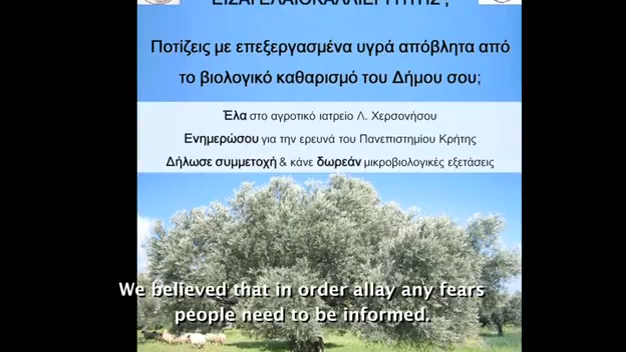 ΕΙΣΑΙ ΕΛΑΙΟΚΑΛΛΙΕΡΓΗΤΗΣ ;
Ποτίζεις με επεξεργασμένα υγρά απόβλητα από
το βιολογικό καθαρισμό του Δήμου σου;
Έλα στο αγροτικό ιατρείο Λ. Χερσονήσου
Ενημερώσου για την ερευνά του Πανεπιστημίου Κρήτης
Δήλωσε συμμετοχή & κάνε δωρεάν μικροβιολογικές εξετάσεις
We believed that in order allay any fears
people need to be informed.